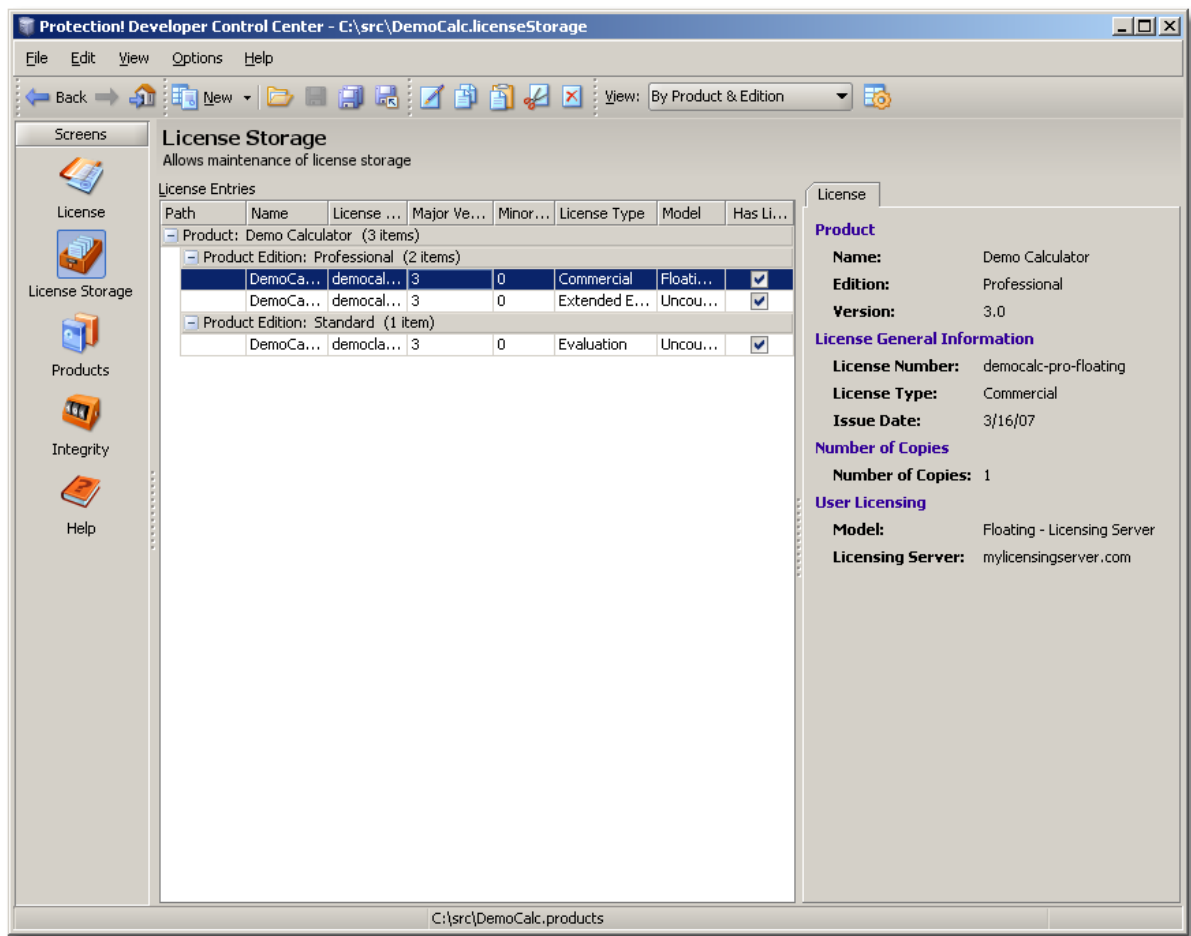 Protection! Developer Control Center - C:\src\DemoCalc.licenseStorage
File Edit View Options Help
Back New View: By Product & Edition
Screens
License
License Storage
Products
Integrity
Help
License Storage
Allows maintenance of license storage
License Entries
Path Name License ... Major Ve... Minor... License Type Model Has Li...
Product: Demo Calculator (3 items)
Product Edition: Professional (2 items)
DemoCa... democal... 3 0 Commercial Floati...
DemoCa... democal... 3 0 Extended E... Uncou...
Product Edition: Standard (1 item)
DemoCa... democla... 3 0 Evaluation Uncou...
License
Product
Name: Demo Calculator
Edition: Professional
Version: 3.0
License General Information
License Number: democalc-pro-floating
License Type: Commercial
Issue Date: 3/16/07
Number of Copies
Number of Copies: 1
User Licensing
Model: Floating - Licensing Server
Licensing Server: mylicensingserver.com
C:\src\DemoCalc.products